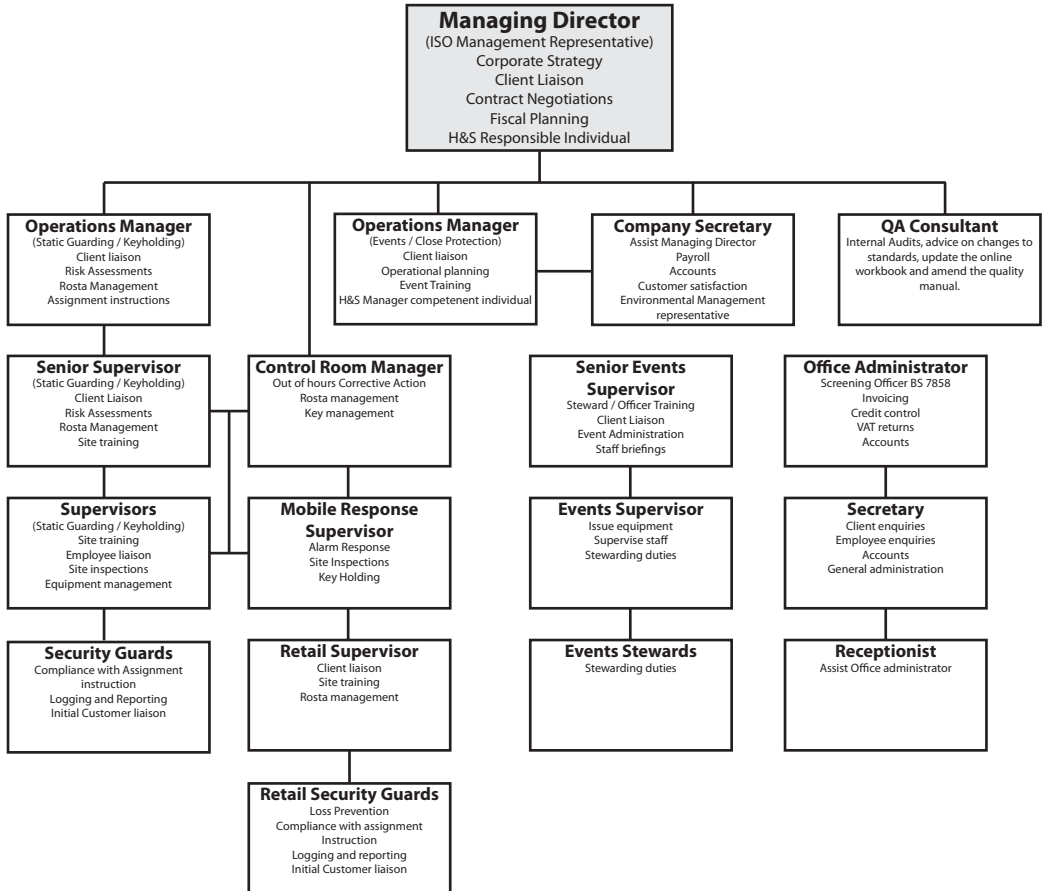 Managing Director
(ISO Management Representative)
Corporate Strategy
Client Liaison
Contract Negotiations
Fiscal Planning
H&S Responsible Individual
Operations Manager
(Static Guarding / Keyholding)
Client liaison
Risk Assessments
Rosta Management
Assignment instructions
Operations Manager
(Events / Close Protection)
Client liaison
Operational planning
Event Training
H&S Manager competenent individual
Company Secretary
Assist Managing Director
Payroll
Accounts
Customer satisfaction
Environmental Management
representative
QA Consultant
Internal Audits, advice on changes to
standards, update the online
workbook and amend the quality
manual.
Senior Supervisor
(Static Guarding / Keyholding)
Client Liaison
Risk Assessments
Rosta Management
Site training
Control Room Manager
Out of hours Corrective Action
Rosta management
Key management
Senior Events
Supervisor
Steward / Officer Training
Client Liaison
Event Administration
Staff briefings
Office Administrator
Screening Officer BS 7858
Invoicing
Credit control
VAT returns
Accounts
Supervisors
(Static Guarding / Keyholding)
Site training
Employee liaison
Site inspections
Equipment management
Mobile Response
Supervisor
Alarm Response
Site Inspections
Key Holding
Events Supervisor
Issue equipment
Supervise staff
Stewarding duties
Secretary
Client enquiries
Employee enquiries
Accounts
General administration
Security Guards
Compliance with Assignment
instruction
Logging and Reporting
Initial Customer liaison
Retail Supervisor
Client liaison
Site training
Rosta management
Events Stewards
Stewarding duties
Receptionist
Assist Office administrator
Retail Security Guards
Loss Prevention
Compliance with assignment
Instruction
Logging and reporting
Initial Customer liaison